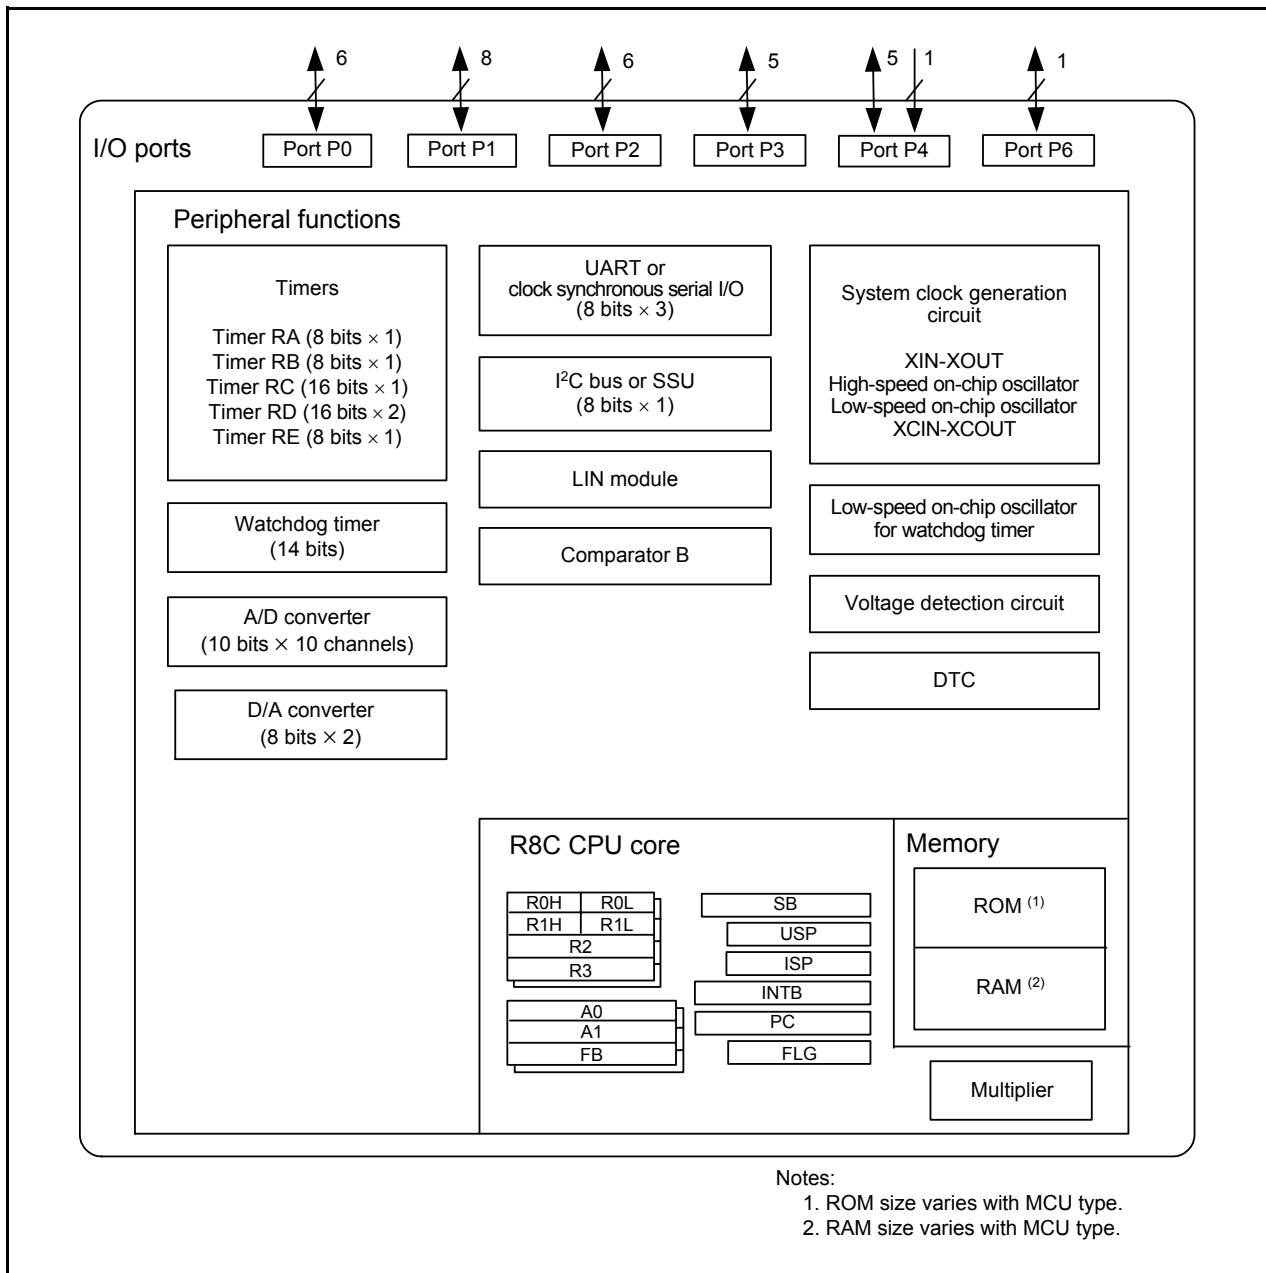 6 8 6 5 5 1 1
I/O ports
Port P0
Port P1
Port P2
Port P3
Port P4
Port P6
Peripheral functions
Timers
Timer RA (8 bits × 1)
Timer RB (8 bits × 1)
Timer RC (16 bits × 1)
Timer RD (16 bits × 2)
Timer RE (8 bits × 1)
Watchdog timer
(14 bits)
A/D converter
(10 bits × 10 channels)
D/A converter
(8 bits × 2)
UART or
clock synchronous serial I/O
(8 bits × 3)
I²C bus or SSU
(8 bits × 1)
LIN module
Comparator B
System clock generation
circuit
XIN-XOUT
High-speed on-chip oscillator
Low-speed on-chip oscillator
XCIN-XCOUT
Low-speed on-chip oscillator
for watchdog timer
Voltage detection circuit
DTC
R8C CPU core
R0H R0L
R1H R1L
R2
R3
A0
A1
FB
SB
USP
ISP
INTB
PC
FLG
Memory
ROM (1)
RAM (2)
Multiplier
Notes:
1. ROM size varies with MCU type.
2. RAM size varies with MCU type.